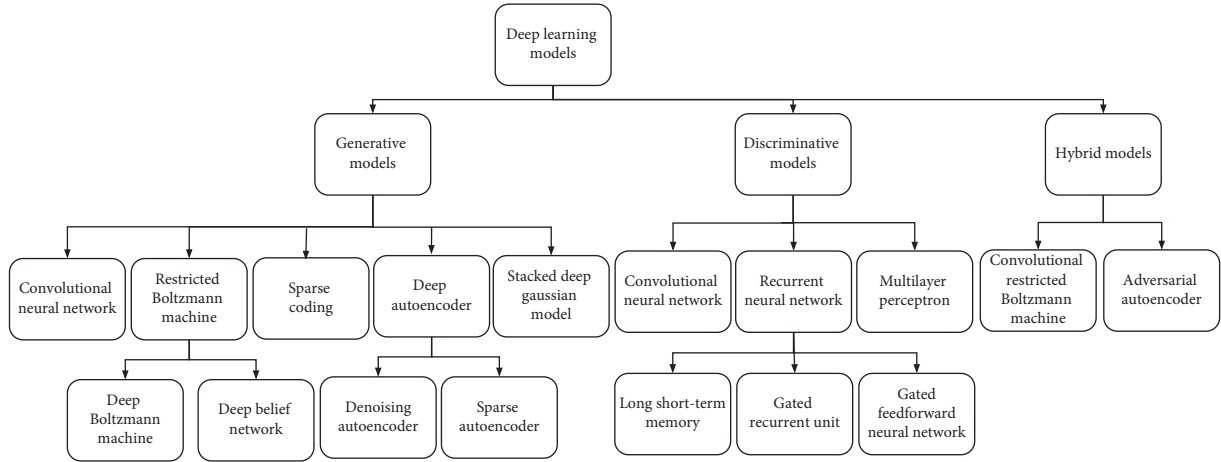 Deep learning
models
Generative
models
Discriminative
models
Hybrid models
Convolutional
neural network
Restricted
Boltzmann
machine
Sparse
coding
Deep
autoencoder
Stacked deep
gaussian
model
Convolutional
neural network
Recurrent
neural network
Multilayer
perceptron
Convolutional
restricted
Boltzmann
machine
Adversarial
autoencoder
Deep
Boltzmann
machine
Deep belief
network
Denoising
autoencoder
Sparse
autoencoder
Long short-term
memory
Gated
recurrent unit
Gated
feedforward
neural network